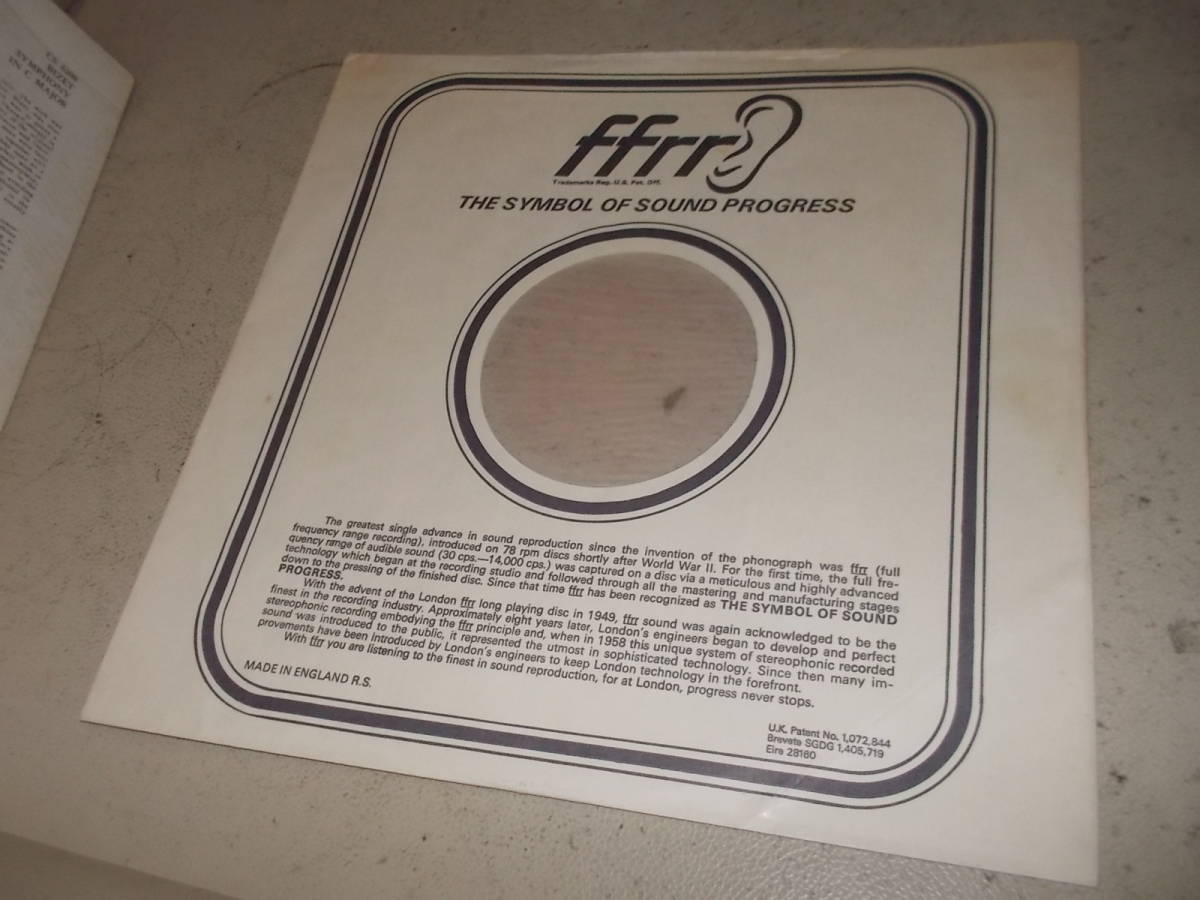 CS 6208
BIZET
SYMPHONY
IN C MAJOR
ffrr
Trademarks Reg. U.S. Pat. Off.
THE SYMBOL OF SOUND PROGRESS
The greatest single advance in sound reproduction since the invention of the phonograph was ffrr (full
frequency range recording), introduced on 78 rpm discs shortly after World War II. For the first time, the full fre-
quency range of audible sound (30 cps.—14,000 cps.) was captured on a disc via a meticulous and highly advanced
technology which began at the recording studio and followed through all the mastering and manufacturing stages
down to the pressing of the finished disc. Since that time ffrr has been recognized as THE SYMBOL OF SOUND
PROGRESS.
With the advent of the London ffrr long playing disc in 1949, ffrr sound was again acknowledged to be the
finest in the recording industry. Approximately eight years later, London's engineers began to develop and perfect
stereophonic recording embodying the ffrr principle and, when in 1958 this unique system of stereophonic recorded
sound was introduced to the public, it represented the utmost in sophisticated technology. Since then many im-
provements have been introduced by London's engineers to keep London technology in the forefront.
With ffrr you are listening to the finest in sound reproduction, for at London, progress never stops.
MADE IN ENGLAND R.S.
U.K. Patent No. 1,072,844
Brevets SGDG 1,405,719
Eire 28160